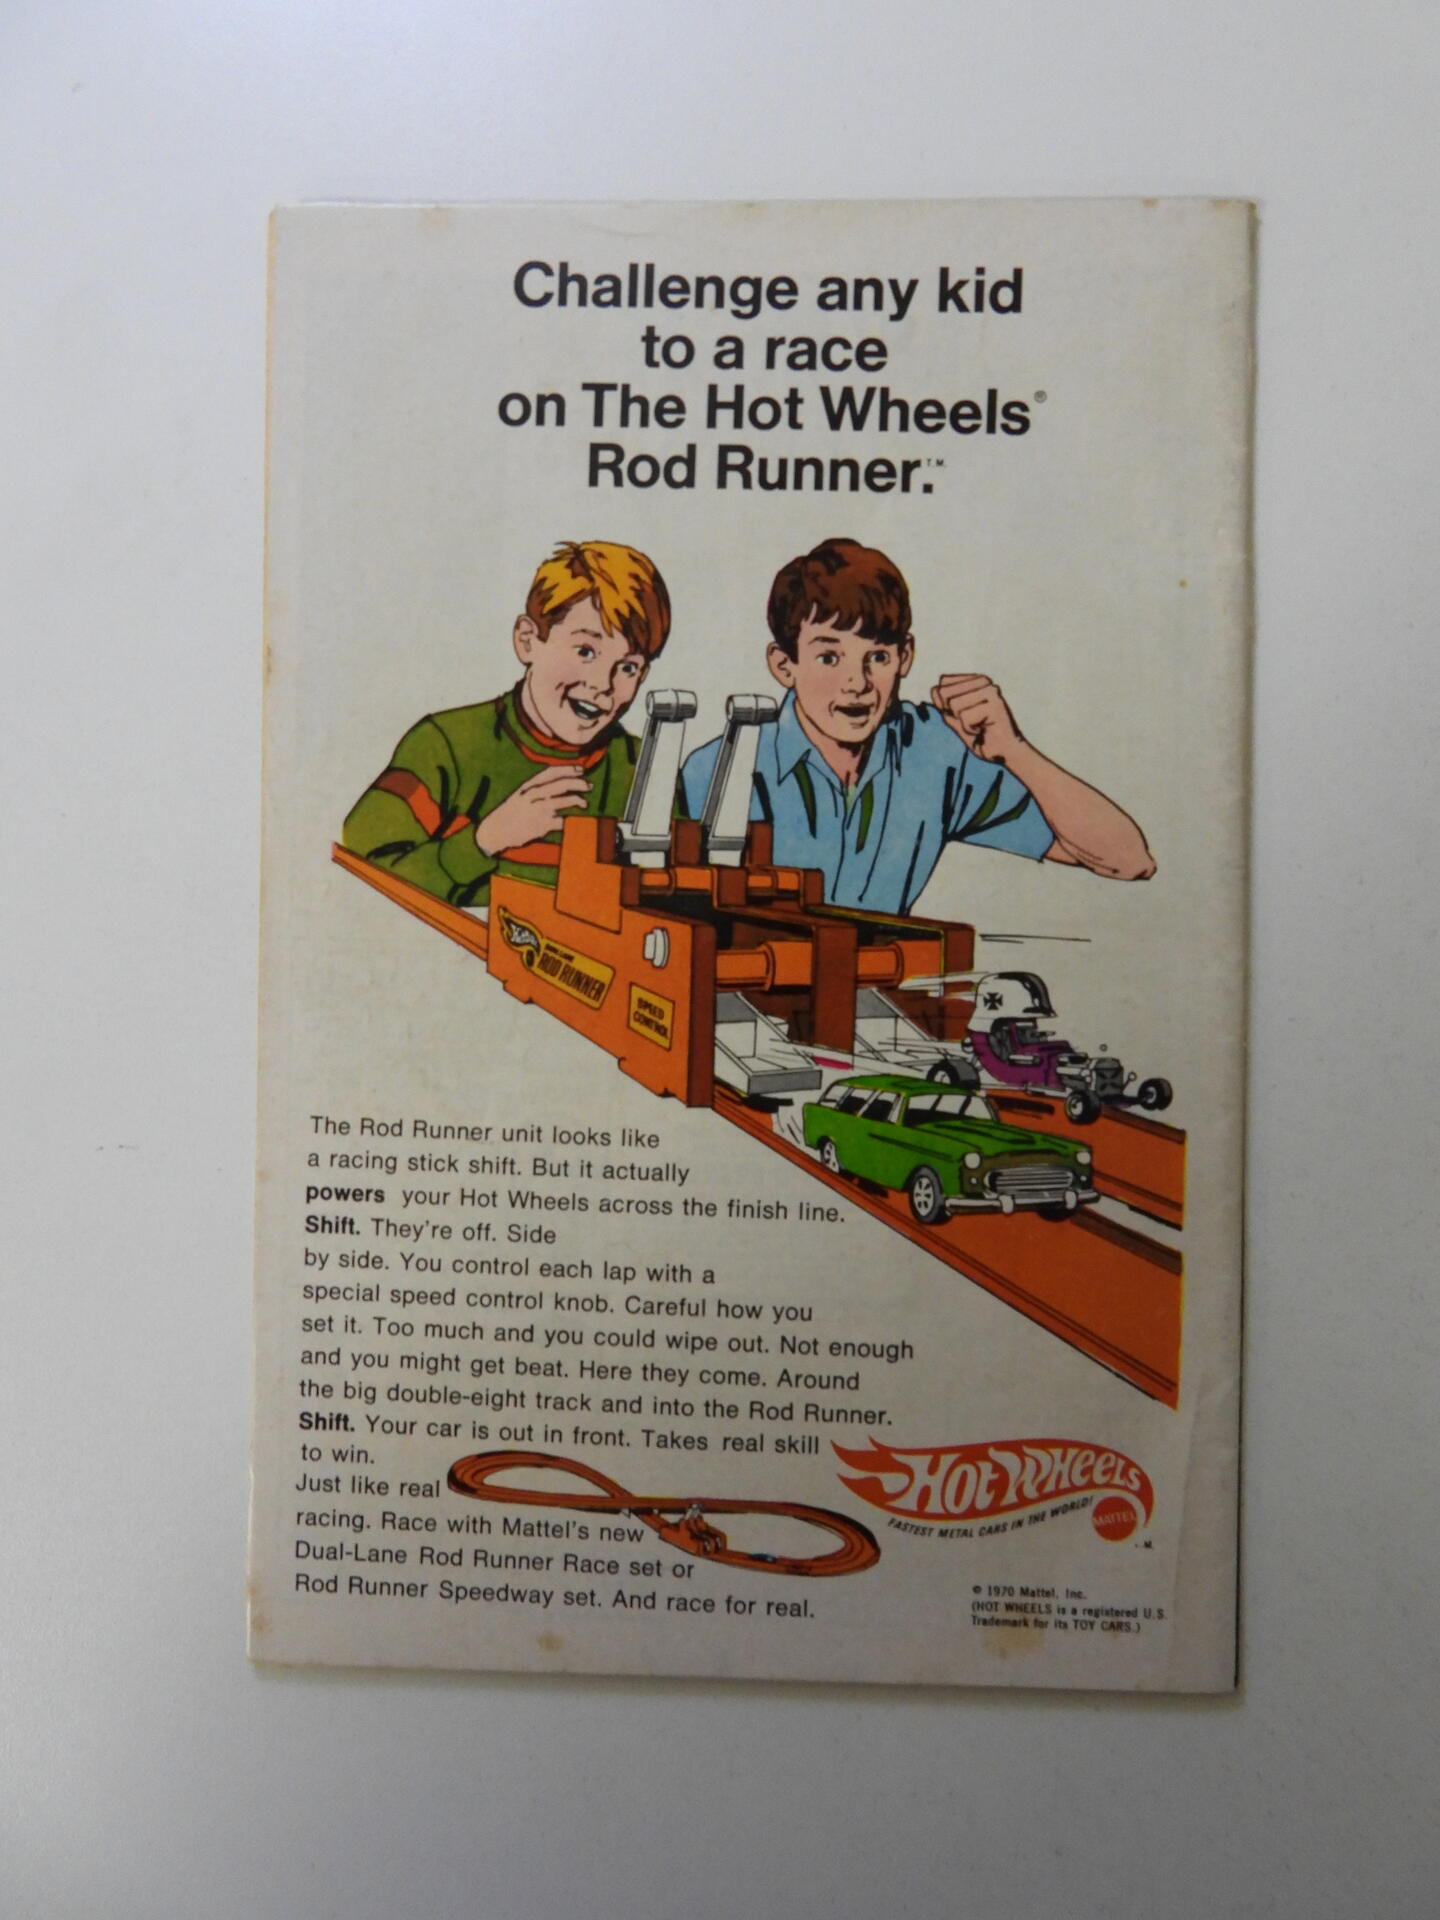 Challenge any kid
to a race
on The Hot Wheels®
Rod Runner.T.M.
HOT WHEELS
DUAL LANE
ROD RUNNER
SPEED
CONTROL
The Rod Runner unit looks like
a racing stick shift. But it actually
powers your Hot Wheels across the finish line.
Shift. They're off. Side
by side. You control each lap with a
special speed control knob. Careful how you
set it. Too much and you could wipe out. Not enough
and you might get beat. Here they come. Around
the big double-eight track and into the Rod Runner.
Shift. Your car is out in front. Takes real skill
to win.
Just like real
racing. Race with Mattel's new
Dual-Lane Rod Runner Race set or
Rod Runner Speedway set. And race for real.
HOT WHEELS
FASTEST METAL CARS IN THE WORLD!
MATTEL
© 1970 Mattel, Inc.
(HOT WHEELS is a registered U.S.
Trademark for its TOY CARS.)